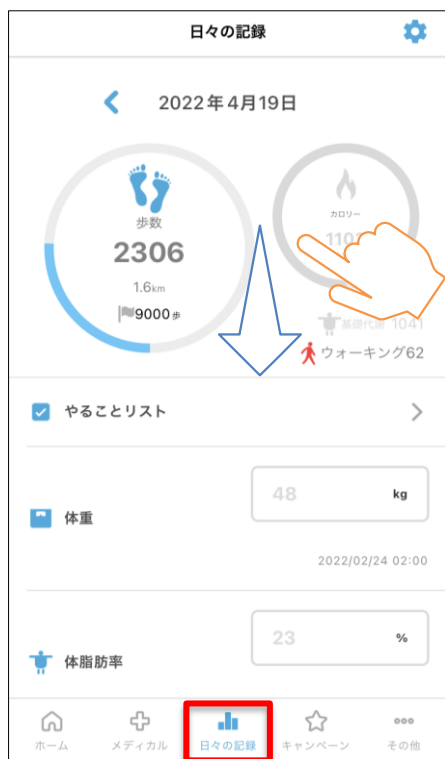 日々の記録
2022年4月19日
歩数
2306
1.6km
9000歩
カロリー
基礎代謝 1041
ウォーキング62
やることリスト
48 kg
体重
2022/02/24 02:00
23 %
体脂肪率
ホーム
メディカル
日々の記録
キャンペーン
その他